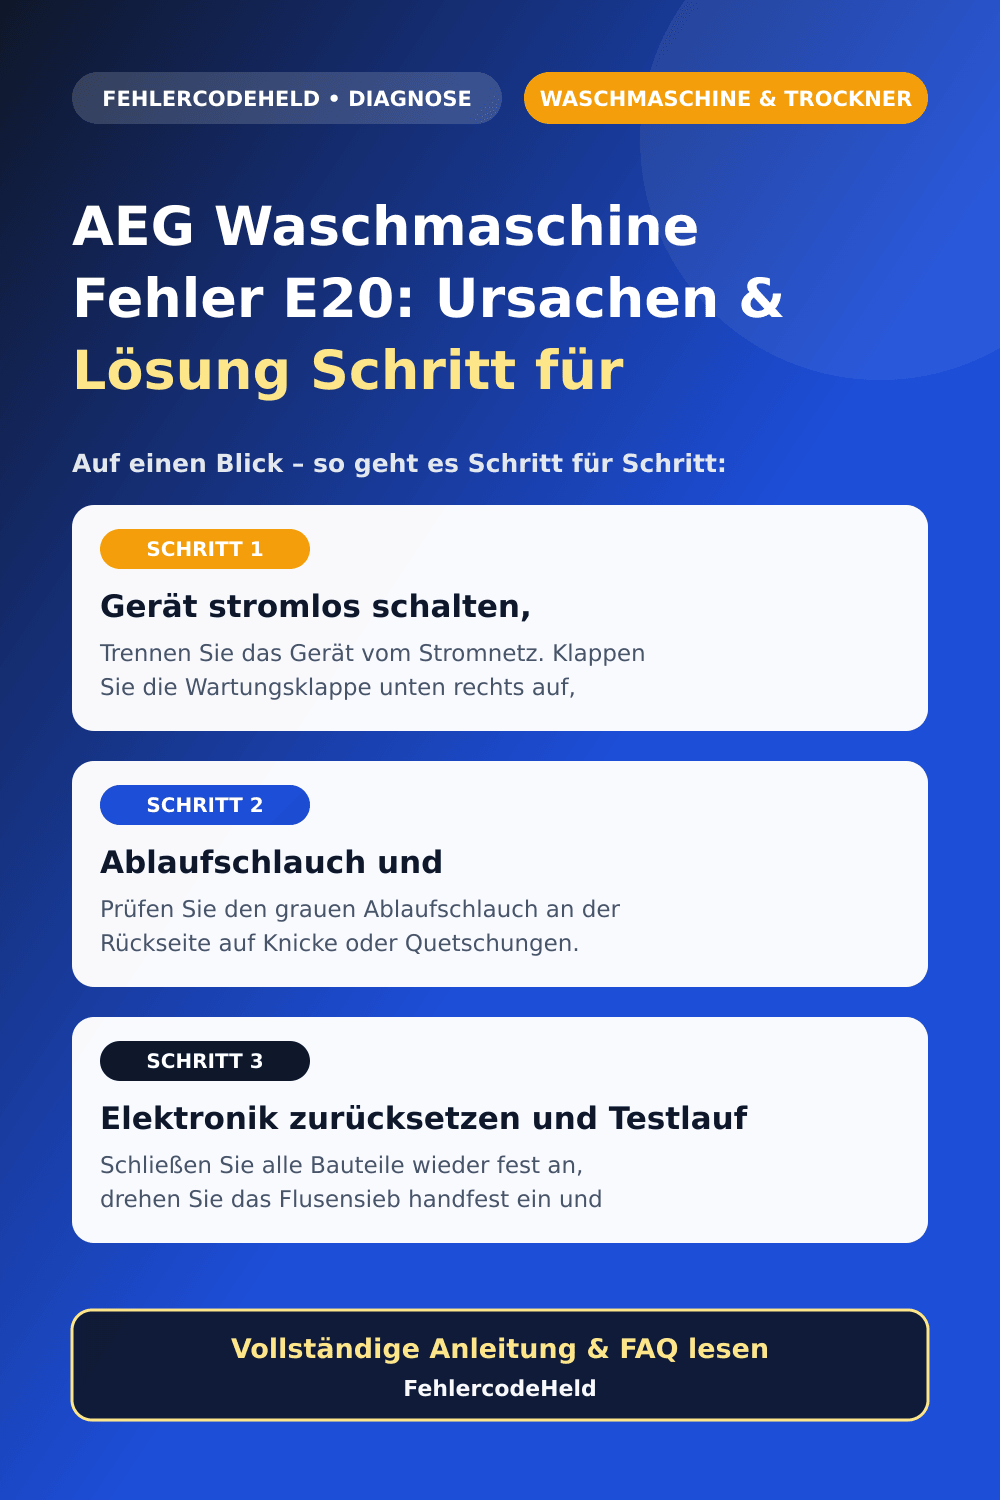 FEHLERCODEHELD • DIAGNOSE
WASCHMASCHINE & TROCKNER
AEG Waschmaschine
Fehler E20: Ursachen &
Lösung Schritt für
Auf einen Blick – so geht es Schritt für Schritt:
SCHRITT 1
Gerät stromlos schalten,
Trennen Sie das Gerät vom Stromnetz. Klappen
Sie die Wartungsklappe unten rechts auf,
SCHRITT 2
Ablaufschlauch und
Prüfen Sie den grauen Ablaufschlauch an der
Rückseite auf Knicke oder Quetschungen.
SCHRITT 3
Elektronik zurücksetzen und Testlauf
Schließen Sie alle Bauteile wieder fest an,
drehen Sie das Flusensieb handfest ein und
Vollständige Anleitung & FAQ lesen
FehlercodeHeld